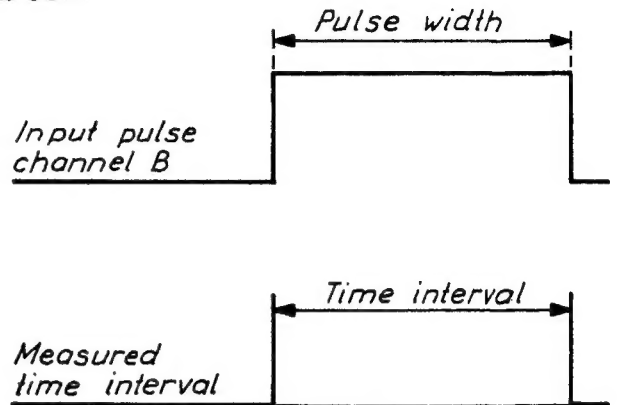 Pulse width
Input pulse
channel B
Time interval
Measured
time interval